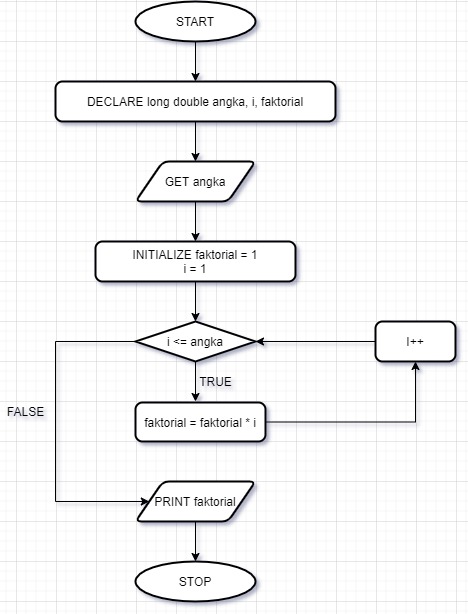 START
DECLARE long double angka, i, faktorial
GET angka
INITIALIZE faktorial = 1
i = 1
i <= angka
I++
TRUE
FALSE
faktorial = faktorial * i
PRINT faktorial
STOP